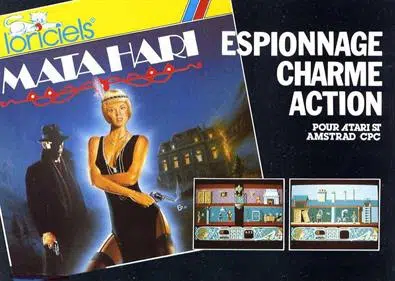 loriciels
MATA HARI
ESPIONNAGE
CHARME
ACTION
POUR ATARI ST
AMSTRAD CPC